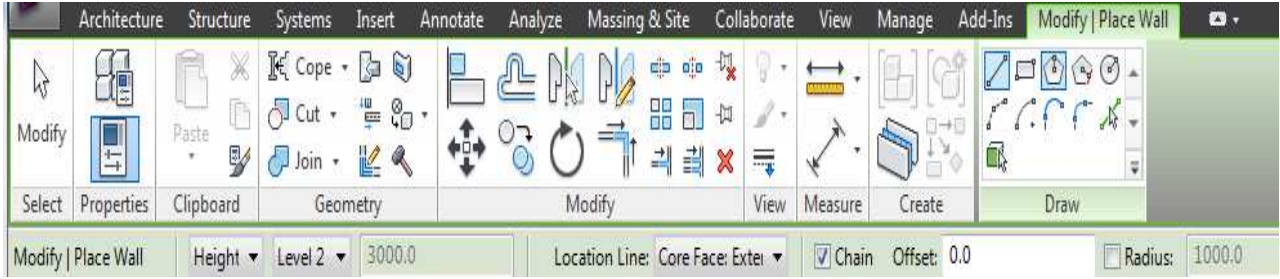 Architecture Structure Systems Insert Annotate Analyze Massing & Site Collaborate View Manage Add-Ins Modify | Place Wall
Cope
Cut
Join
Modify
Paste
Select Properties Clipboard Geometry Modify View Measure Create Draw
Modify | Place Wall Height Level 2 3000.0 Location Line: Core Face: Exter Chain Offset: 0.0 Radius: 1000.0